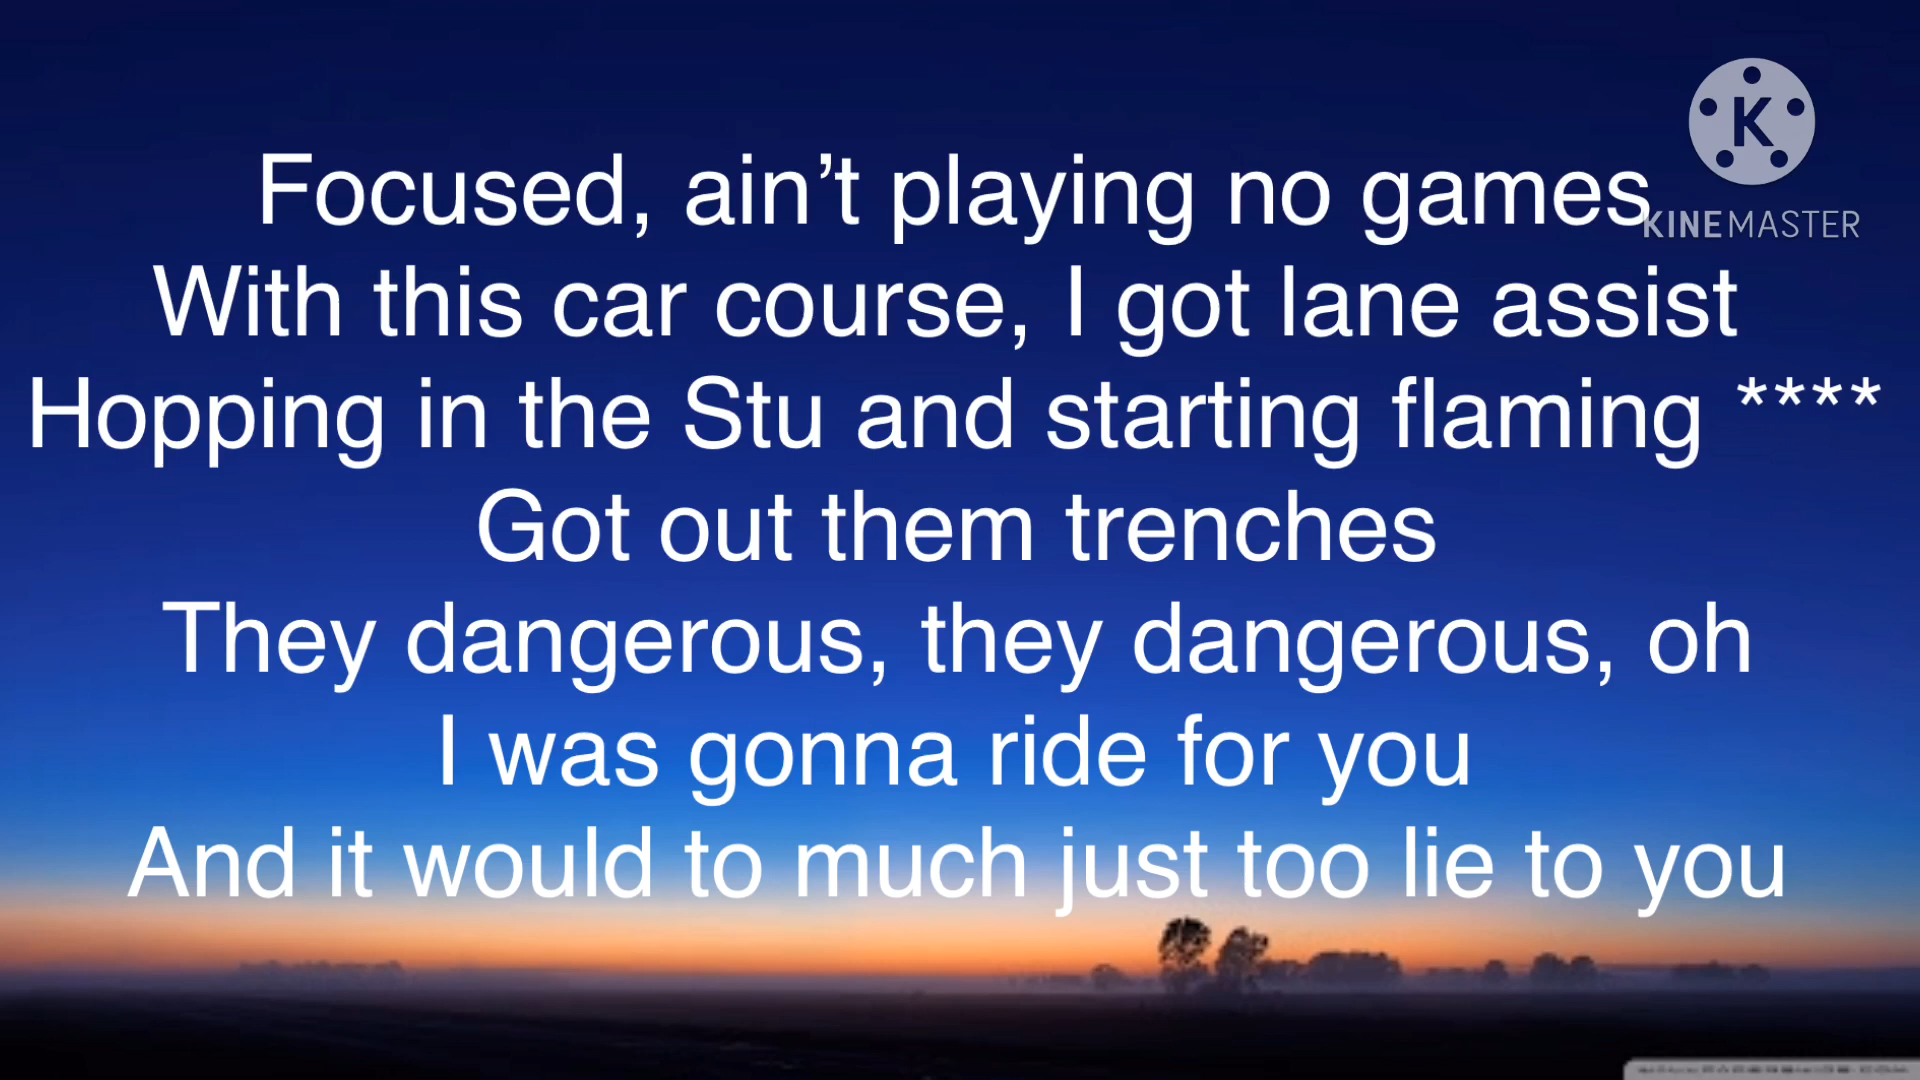 Focused, ain’t playing no games
With this car course, I got lane assist
Hopping in the Stu and starting flaming ****
Got out them trenches
They dangerous, they dangerous, oh
I was gonna ride for you
And it would to much just too lie to you
K
KINEMASTER